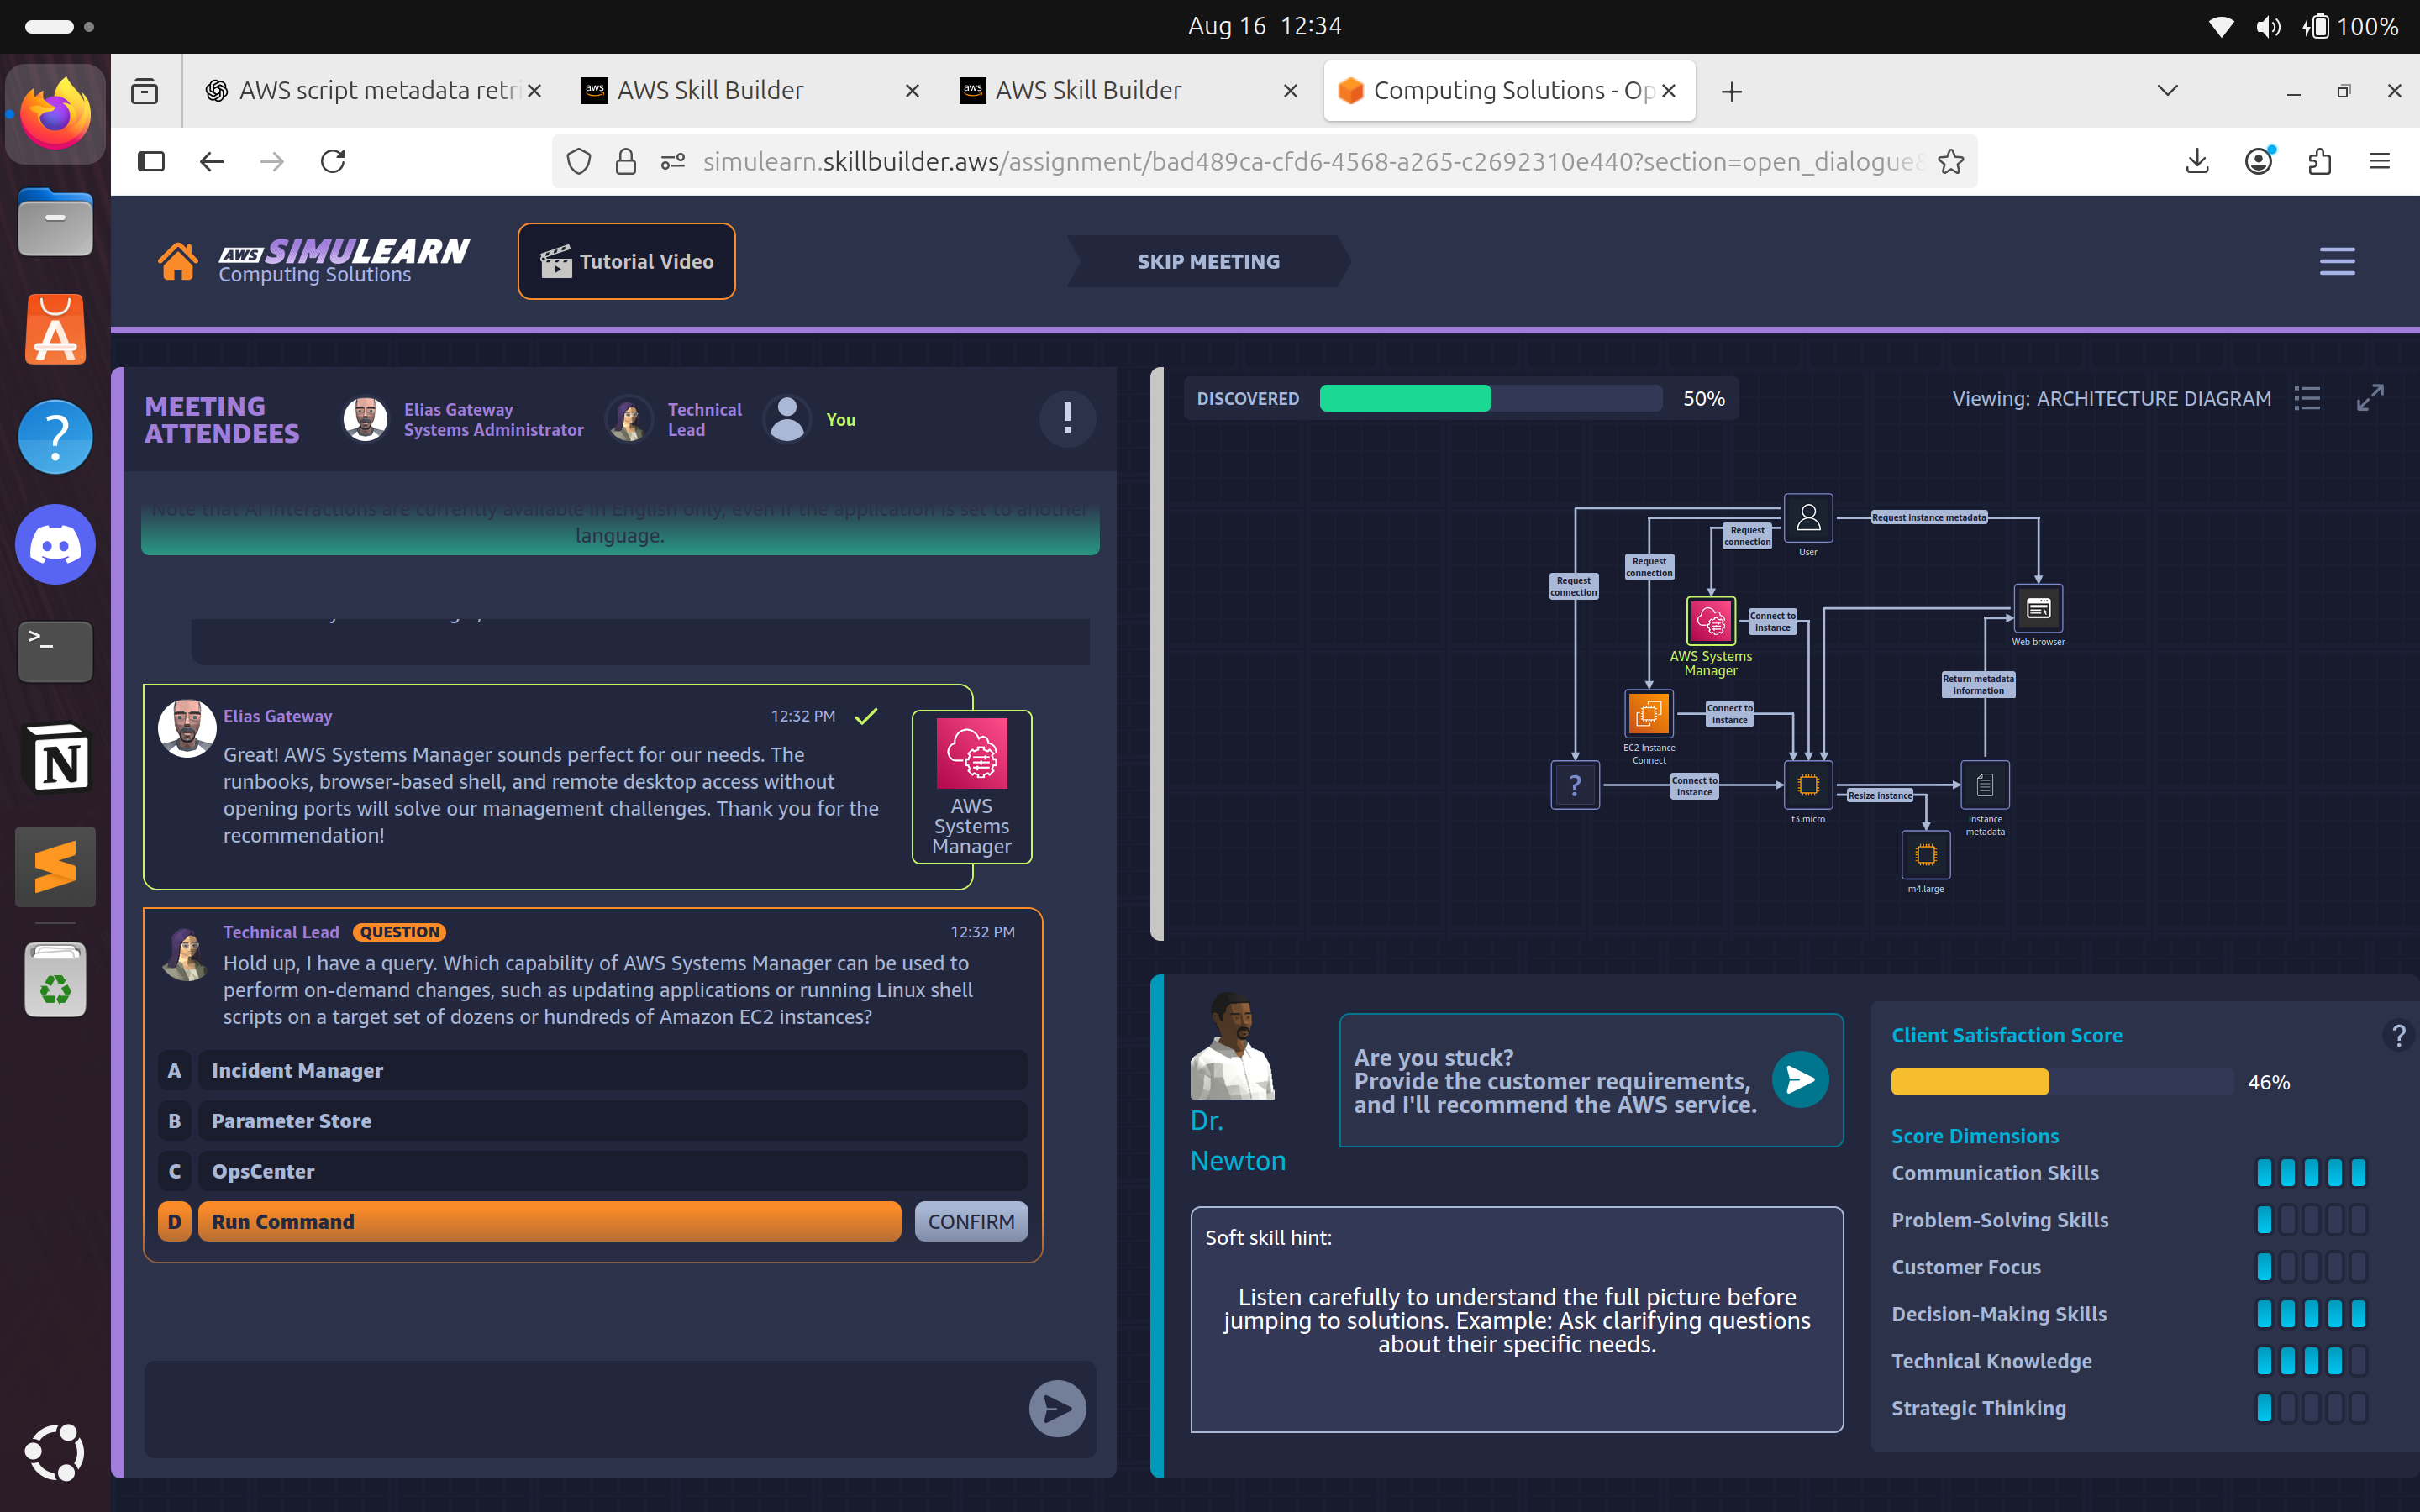 Aug 16 12:34
100%
AWS script metadata retri
AWS Skill Builder
AWS Skill Builder
Computing Solutions - Op
simulearn.skillbuilder.aws/assignment/bad489ca-cfd6-4568-a265-c2692310e440?section=open_dialogue&
AWS SIMULEARN
Computing Solutions
Tutorial Video
SKIP MEETING
MEETING
ATTENDEES
Elias Gateway
Systems Administrator
Technical
Lead
You
Note that AI interactions are currently available in English only, even if the application is set to another
language.
Elias Gateway
12:32 PM
Great! AWS Systems Manager sounds perfect for our needs. The
runbooks, browser-based shell, and remote desktop access without
opening ports will solve our management challenges. Thank you for the
recommendation!
AWS
Systems
Manager
Technical Lead
QUESTION
12:32 PM
Hold up, I have a query. Which capability of AWS Systems Manager can be used to
perform on-demand changes, such as updating applications or running Linux shell
scripts on a target set of dozens or hundreds of Amazon EC2 instances?
A Incident Manager
B Parameter Store
C OpsCenter
D Run Command
CONFIRM
DISCOVERED
50%
Viewing: ARCHITECTURE DIAGRAM
User
Request instance metadata
Request
connection
Request
connection
Request
connection
Web browser
Connect to
instance
AWS Systems
Manager
Return metadata
information
Connect to
instance
EC2 Instance
Connect
?
Connect to
instance
t3.micro
Resize instance
Instance
metadata
m4.large
Dr.
Newton
Are you stuck?
Provide the customer requirements,
and I'll recommend the AWS service.
Soft skill hint:
Listen carefully to understand the full picture before
jumping to solutions. Example: Ask clarifying questions
about their specific needs.
Client Satisfaction Score
?
46%
Score Dimensions
Communication Skills
Problem-Solving Skills
Customer Focus
Decision-Making Skills
Technical Knowledge
Strategic Thinking